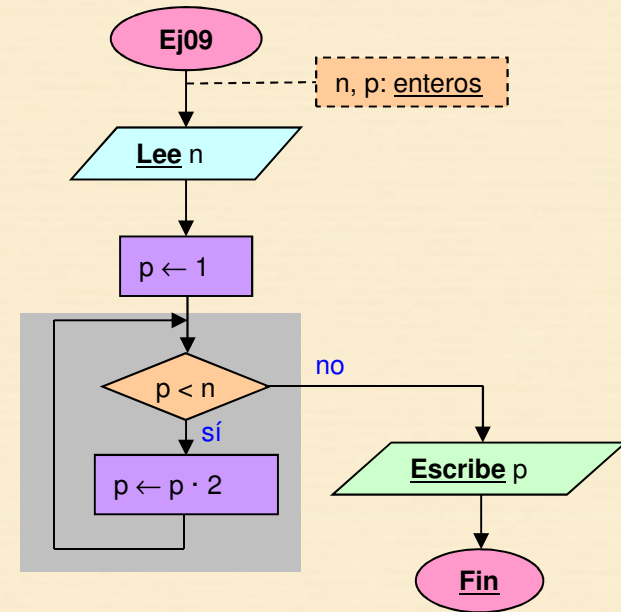 Ej09
n, p: enteros
Lee n
p ← 1
p < n
no
sí
p ← p · 2
Escribe p
Fin